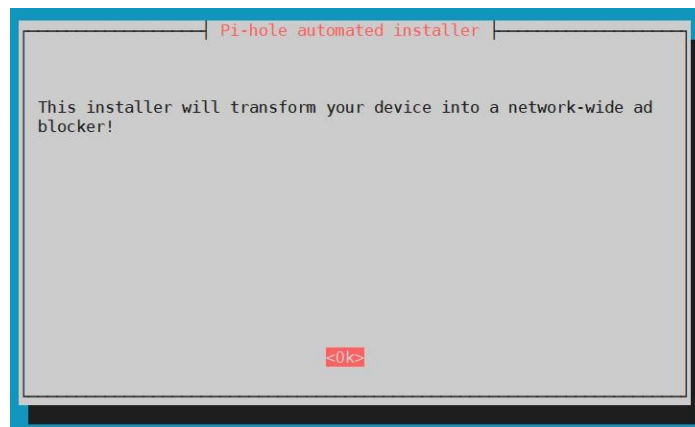 Pi-hole automated installer
This installer will transform your device into a network-wide ad
blocker!
<Ok>